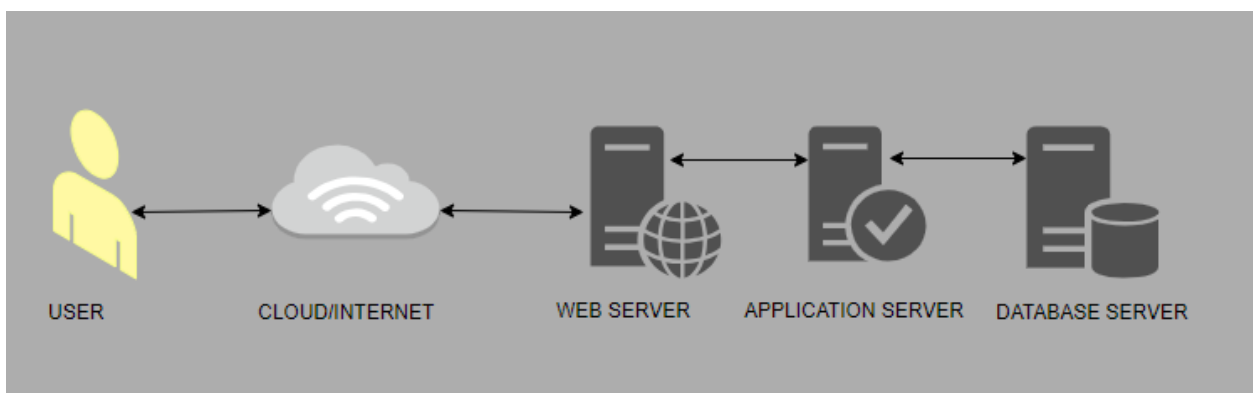 USER
CLOUD/INTERNET
WEB SERVER
APPLICATION SERVER
DATABASE SERVER